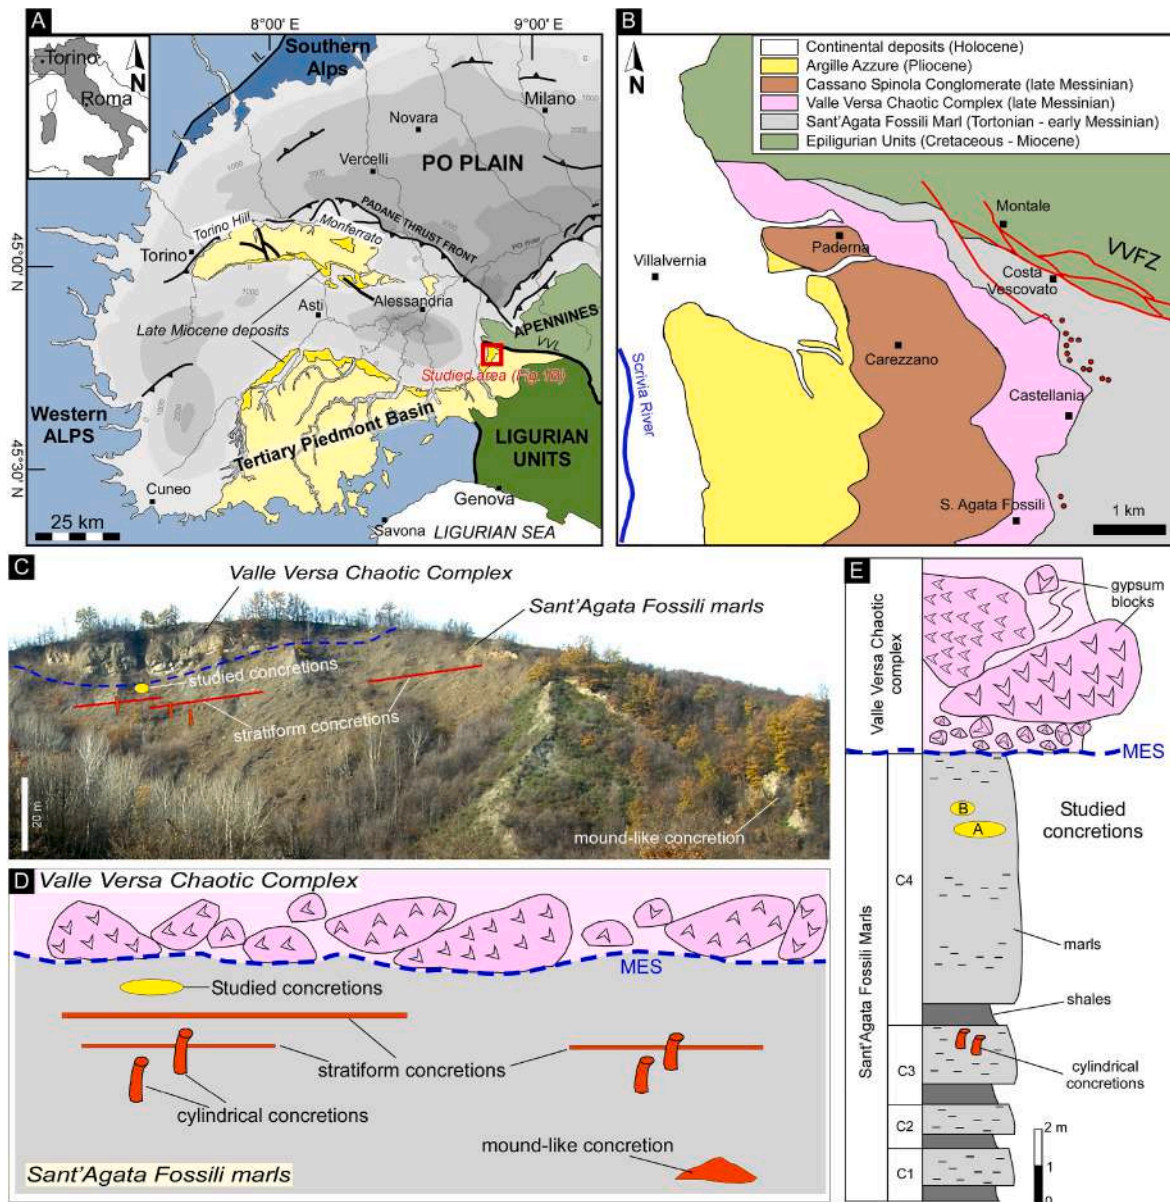 A
8°00' E
9°00' E
Torino
Roma
N
IL
Southern
Alps
Milano
Novara
Vercelli
PO PLAIN
PADANE THRUST FRONT
Torino Hill
Monferrato
Torino
PO River
45°00' N
Asti
Alessandria
Late Miocene deposits
APENNINES
VVL
Studied area (Fig. 1B)
Western
ALPS
Tertiary Piedmont Basin
LIGURIAN
UNITS
45°30' N
Cuneo
Genova
25 km
Savona
LIGURIAN SEA
B
N
Continental deposits (Holocene)
Argille Azzure (Pliocene)
Cassano Spinola Conglomerate (late Messinian)
Valle Versa Chaotic Complex (late Messinian)
Sant'Agata Fossili Marl (Tortonian - early Messinian)
Epiligurian Units (Cretaceous - Miocene)
Montale
VVFZ
Paderna
Villalvernia
Costa
Vescovato
Carezzano
Scrivia River
Castellania
S. Agata Fossili
1 km
C
Valle Versa Chaotic Complex
Sant'Agata Fossili marls
studied concretions
stratiform concretions
20 m
mound-like concretion
D
Valle Versa Chaotic Complex
MES
Studied concretions
stratiform concretions
cylindrical concretions
mound-like concretion
Sant'Agata Fossili marls
E
gypsum
blocks
Valle Versa Chaotic
complex
MES
B
A
Studied
concretions
C4
marls
Sant'Agata Fossili Marls
shales
C3
cylindrical
concretions
C2
2 m
C1
1
0